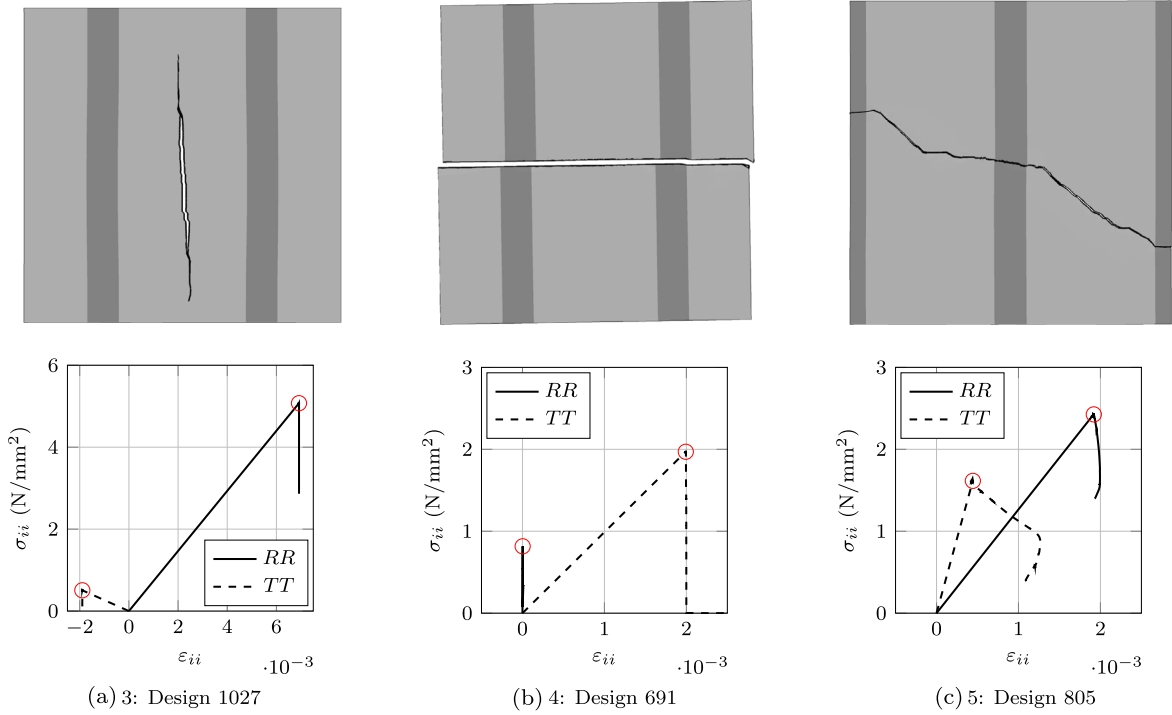 6
4
2
0
σii (N/mm²)
RR
TT
−2 0 2 4 6
εii
·10−3
(a) 3: Design 1027
3
2
1
0
σii (N/mm²)
RR
TT
0 1 2
εii
·10−3
(b) 4: Design 691
3
2
1
0
σii (N/mm²)
RR
TT
0 1 2
εii
·10−3
(c) 5: Design 805